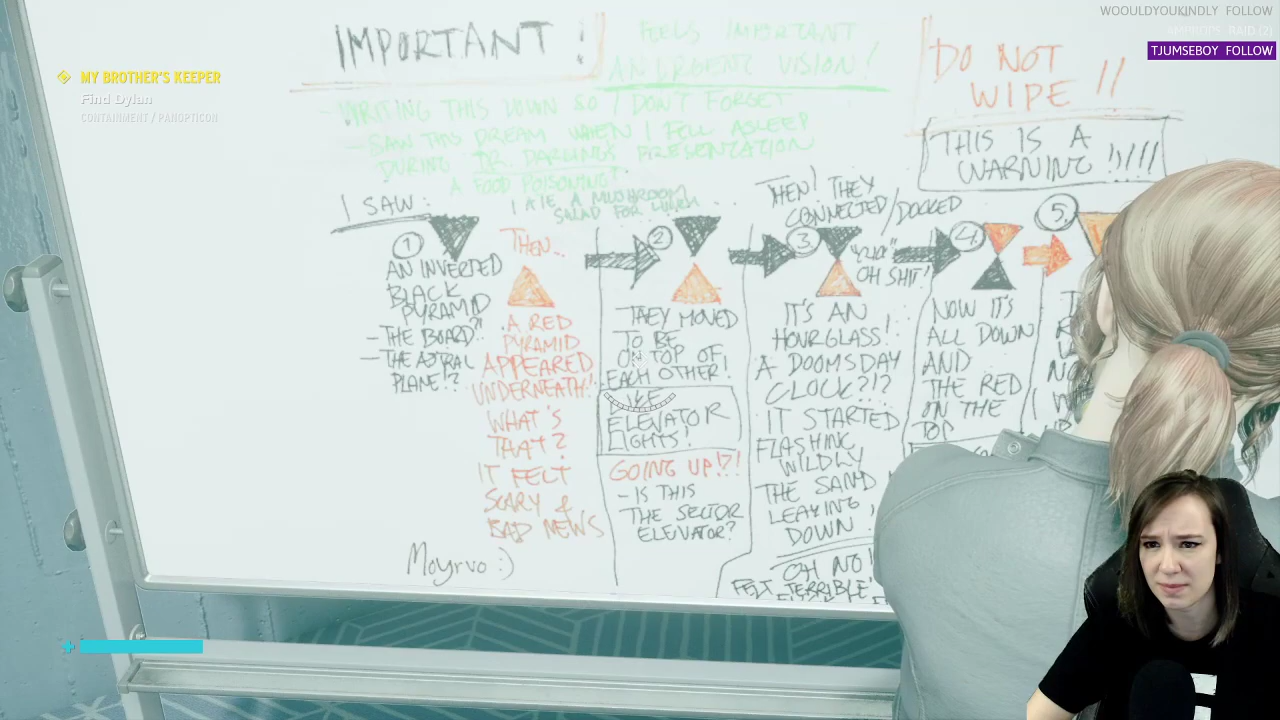 WOOULDYOUKINDLY FOLLOW
RAID (2)
TJUMSEBOY FOLLOW
MY BROTHER'S KEEPER
Find Dylan
CONTAINMENT / PANOPTICON
IMPORTANT !
FEELS IMPORTANT
AN URGENT VISION!
DO NOT
WIPE !!
THIS IS A
WARNING !!!!!
- WRITING THIS DOWN SO I DON'T FORGET
- SAW THIS DREAM WHEN I FELL ASLEEP
DURING DR. DARLING'S PRESENTATION
A FOOD POISONING?
I ATE A MUSHROOM
SALAD FOR LUNCH
I SAW:
1
AN INVERTED
BLACK
PYRAMID
- THE BOARD?
- THE ASTRAL
PLANE!?
THEN...
A RED
PYRAMID
APPEARED
UNDERNEATH!
WHAT'S
THAT?
IT FELT
SCARY &
BAD NEWS
2
THEY MOVED
TO BE
ON TOP OF
EACH OTHER!
LIKE
ELEVATOR
LIGHTS!
GOING UP!?!
- IS THIS
THE SECTOR
ELEVATOR?
THEN! THEY
CONNECTED/DOCKED
3
OH SHIT!
IT'S AN
HOURGLASS!
A DOOMSDAY
CLOCK?!?
IT STARTED
FLASHING
WILDLY
THE SAND
LEAVING
DOWN
OH NO!
FELT TERRIBLE!
4.
NOW IT'S
ALL DOWN
AND
THE RED
ON THE
TOP
5.
Moyrvo :)